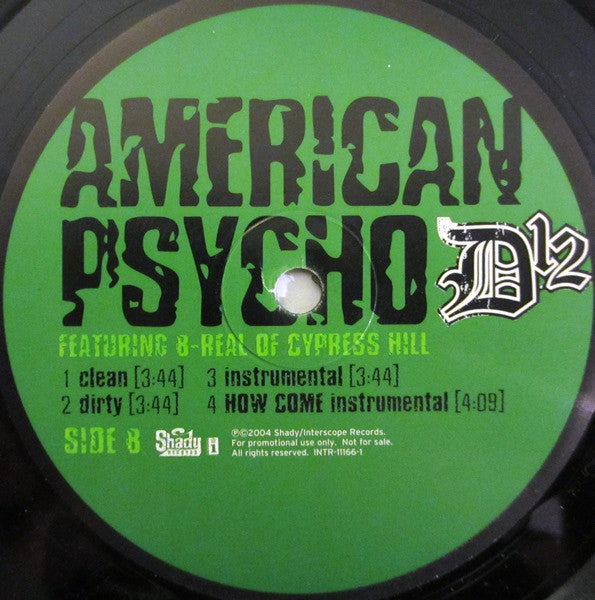 AMERICAN
PSYCHO D12
FEATURING B-REAL OF CYPRESS HILL
1 clean [3:44] 3 instrumental [3:44]
2 dirty [3:44] 4 HOW COME instrumental [4:09]
SIDE B Shady RECORDS i
℗©2004 Shady/Interscope Records.
For promotional use only. Not for sale.
All rights reserved. INTR-11166-1